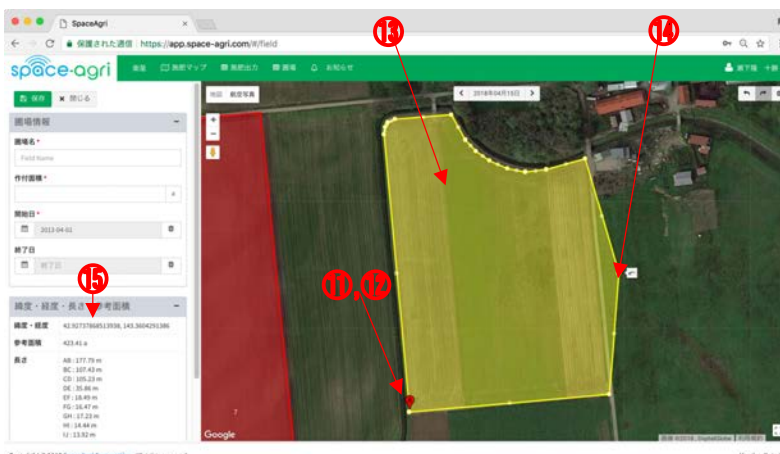 SpaceAgri
保護された通信 https://app.space-agri.com/#/field
space-agri
衛星 施肥マップ 施肥出力 圃場 お知らせ
保存 閉じる
地図 航空写真
2018年04月15日
圃場情報
圃場名 *
Field Name
作付面積 *
a
開始日 *
2013-04-01
終了日
終了日
緯度・経度・長さ・参考面積
緯度・経度 42.92737868513938, 143.3604291386
参考面積 423.41 a
長さ AB : 177.79 m
BC : 107.43 m
CD : 105.23 m
DE : 35.86 m
EF : 18.49 m
FG : 16.47 m
GH : 17.23 m
HI : 14.44 m
IJ : 13.92 m
⑬
⑭
⑪,⑫
⑮
7
Google